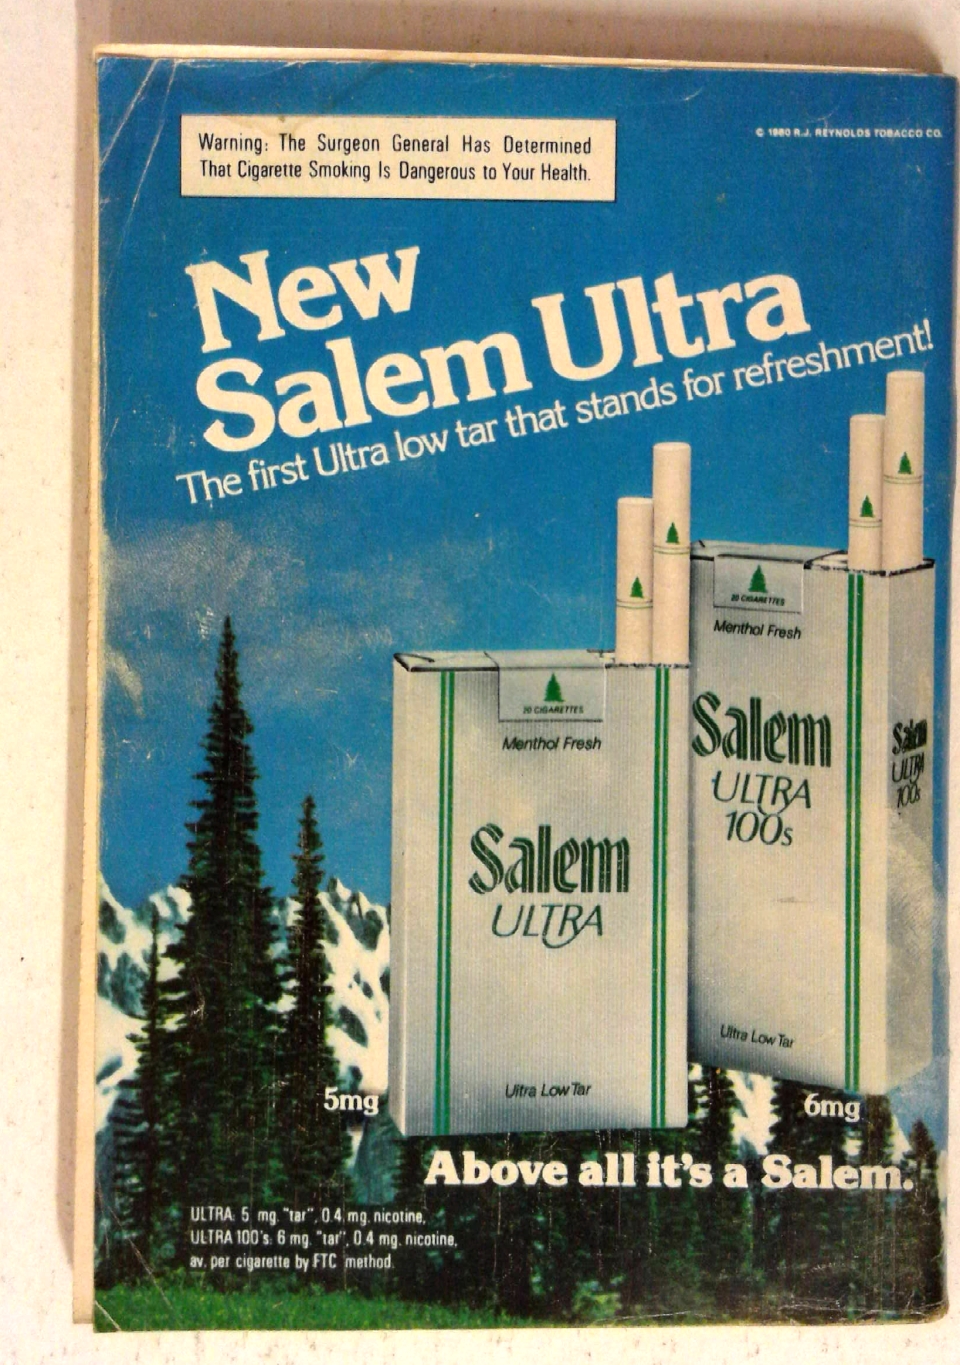 Warning: The Surgeon General Has Determined
That Cigarette Smoking Is Dangerous to Your Health.
© 1980 R.J. REYNOLDS TOBACCO CO.
New
Salem Ultra
The first Ultra low tar that stands for refreshment!
20 CIGARETTES
Menthol Fresh
Salem
ULTRA
100s
Ultra Low Tar
Salem
ULTRA
100s
20 CIGARETTES
Menthol Fresh
Salem
ULTRA
Ultra Low Tar
5mg
6mg
Above all it's a Salem.
ULTRA: 5 mg. "tar", 0.4 mg. nicotine,
ULTRA 100's: 6 mg. "tar", 0.4 mg. nicotine,
av. per cigarette by FTC method.